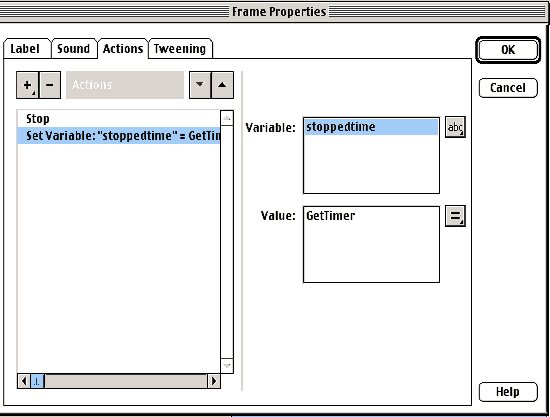 Frame Properties
Label Sound Actions Tweening
OK
+ - Actions
Cancel
Stop
Set Variable: "stoppedtime" = GetTim
Variable: stoppedtime abc
Value: GetTimer =
Help